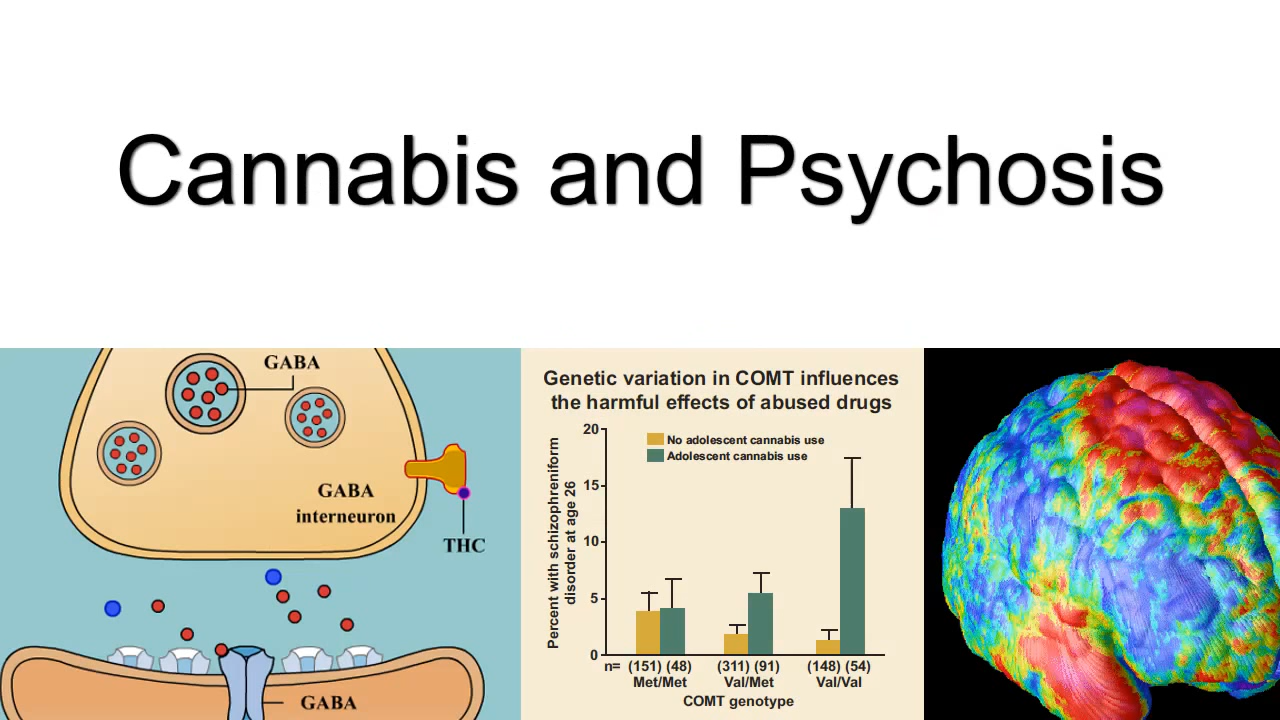 Cannabis and Psychosis
GABA
GABA
interneuron
THC
GABA
Genetic variation in COMT influences
the harmful effects of abused drugs
Percent with schizophreniform
disorder at age 26
20
15
10
5
0
No adolescent cannabis use
Adolescent cannabis use
n= (151) (48) (311) (91) (148) (54)
Met/Met Val/Met Val/Val
COMT genotype